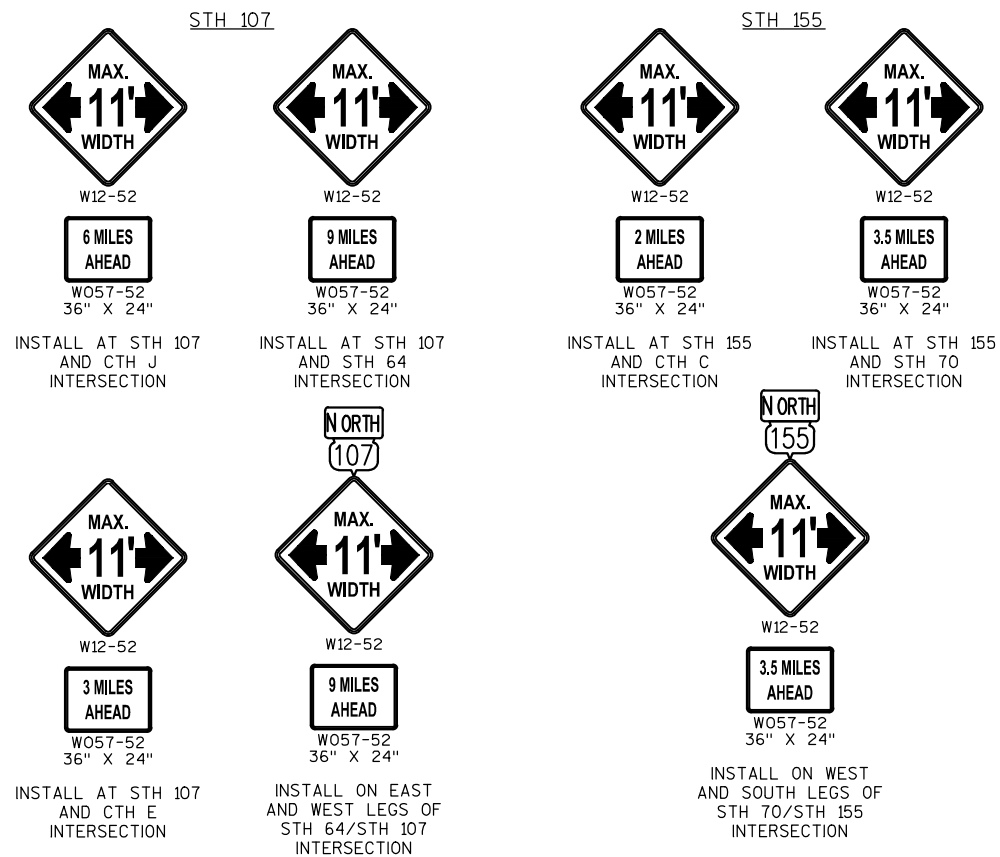 STH 107
MAX.
11'
WIDTH
W12-52
6 MILES
AHEAD
WO57-52
36" X 24"
INSTALL AT STH 107
AND CTH J
INTERSECTION
MAX.
11'
WIDTH
W12-52
9 MILES
AHEAD
WO57-52
36" X 24"
INSTALL AT STH 107
AND STH 64
INTERSECTION
MAX.
11'
WIDTH
W12-52
3 MILES
AHEAD
WO57-52
36" X 24"
INSTALL AT STH 107
AND CTH E
INTERSECTION
NORTH
107
MAX.
11'
WIDTH
W12-52
9 MILES
AHEAD
WO57-52
36" X 24"
INSTALL ON EAST
AND WEST LEGS OF
STH 64/STH 107
INTERSECTION
STH 155
MAX.
11'
WIDTH
W12-52
2 MILES
AHEAD
WO57-52
36" X 24"
INSTALL AT STH 155
AND CTH C
INTERSECTION
MAX.
11'
WIDTH
W12-52
3.5 MILES
AHEAD
WO57-52
36" X 24"
INSTALL AT STH 155
AND STH 70
INTERSECTION
NORTH
155
MAX.
11'
WIDTH
W12-52
3.5 MILES
AHEAD
WO57-52
36" X 24"
INSTALL ON WEST
AND SOUTH LEGS OF
STH 70/STH 155
INTERSECTION